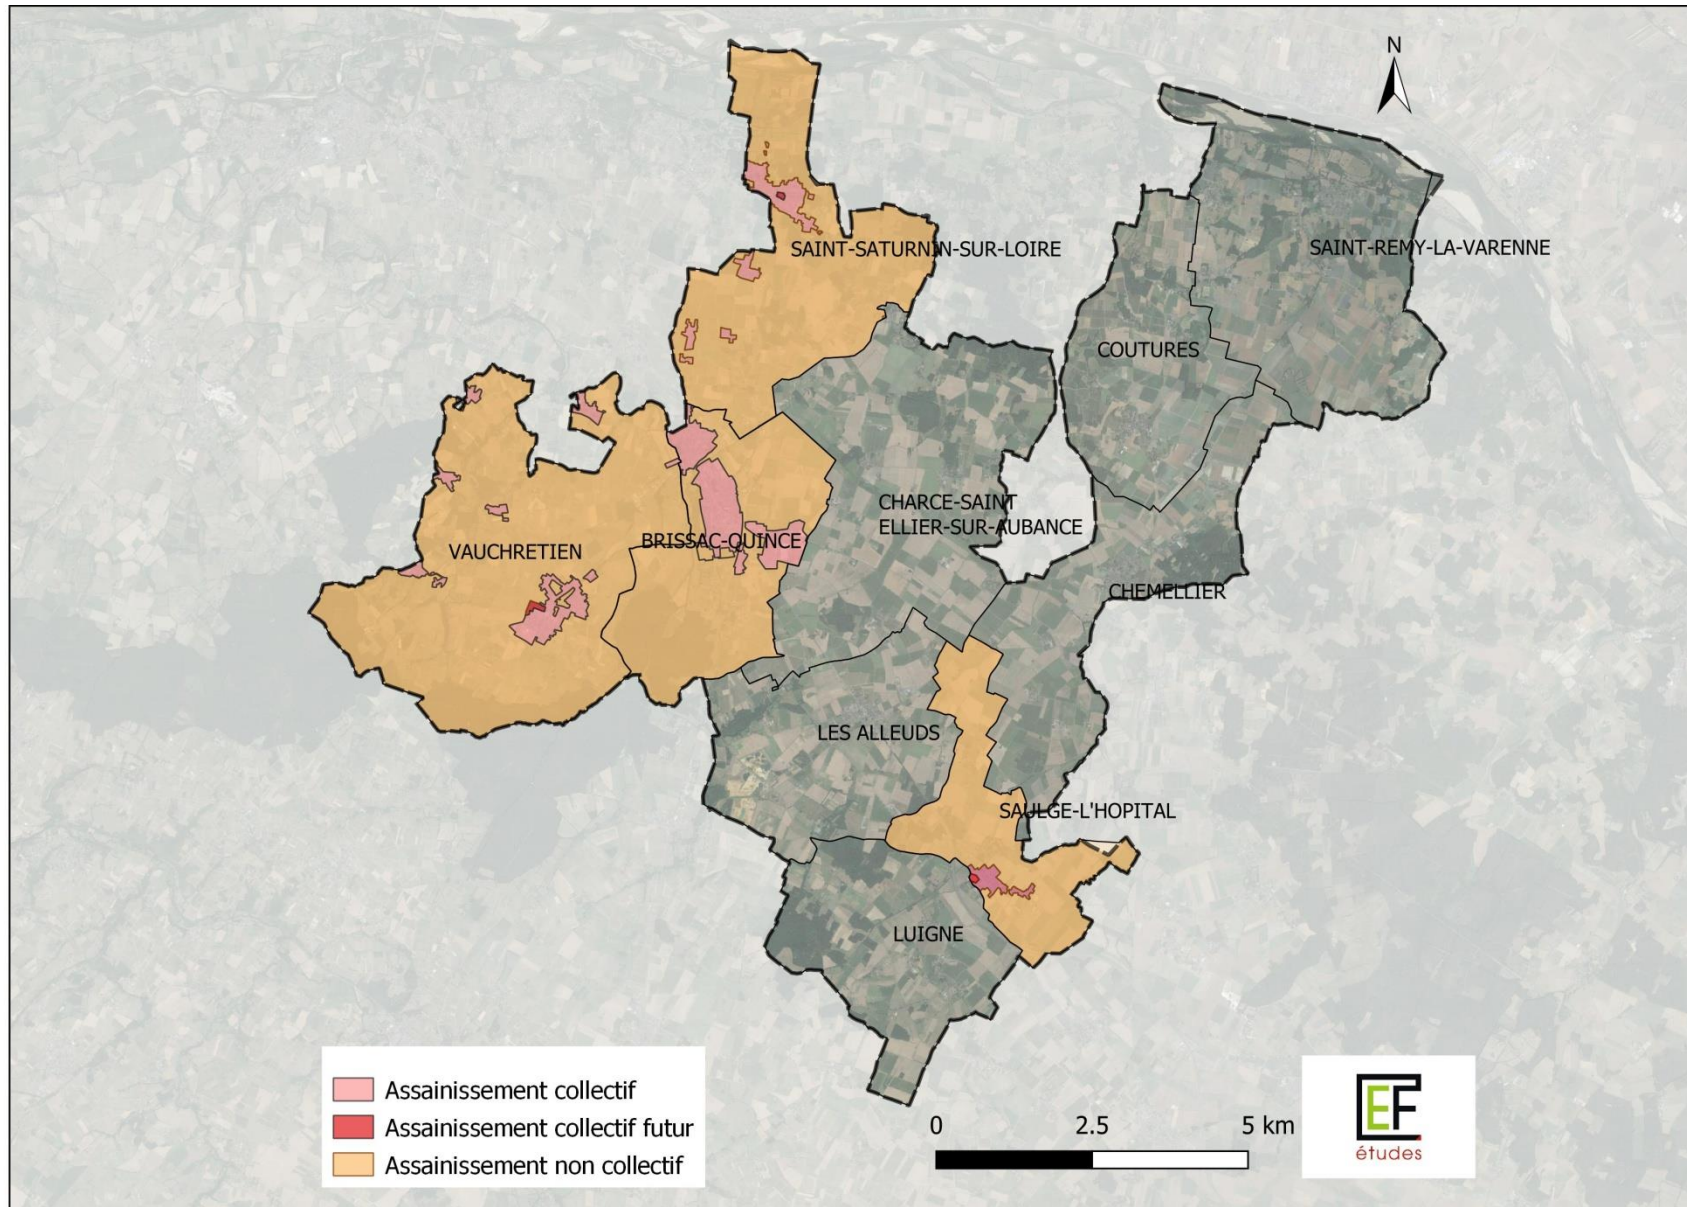 N
SAINT-SATURNIN-SUR-LOIRE
SAINT-REMY-LA-VARENNE
COUTURES
CHARCE-SAINT
ELLIER-SUR-AUBANCE
BRISSAC-QUINCE
VAUCHRETIEN
CHEMELLIER
LES ALLEUDS
SAULGE-L'HOPITAL
LUIGNE
Assainissement collectif
Assainissement collectif futur
Assainissement non collectif
0 2.5 5 km
EF
études